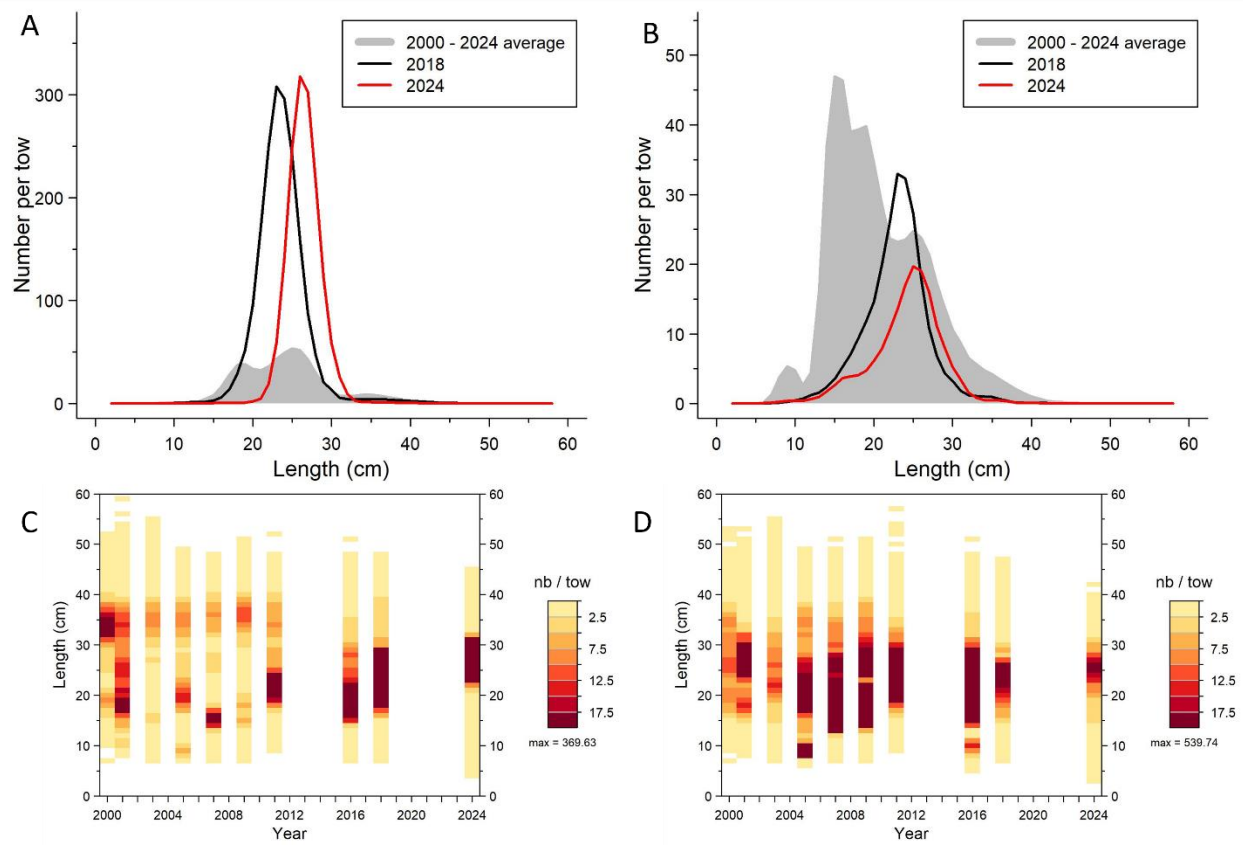 A
2000 - 2024 average
2018
2024
Number per tow
300
200
100
0
0 10 20 30 40 50 60
Length (cm)
B
2000 - 2024 average
2018
2024
Number per tow
50
40
30
20
10
0
0 10 20 30 40 50 60
Length (cm)
C
Length (cm)
60 60
50 50
40 40
30 30
20 20
10 10
0 0
2000 2004 2008 2012 2016 2020 2024
Year
nb / tow
2.5
7.5
12.5
17.5
max = 369.63
D
Length (cm)
60 60
50 50
40 40
30 30
20 20
10 10
0 0
2000 2004 2008 2012 2016 2020 2024
Year
nb / tow
2.5
7.5
12.5
17.5
max = 539.74